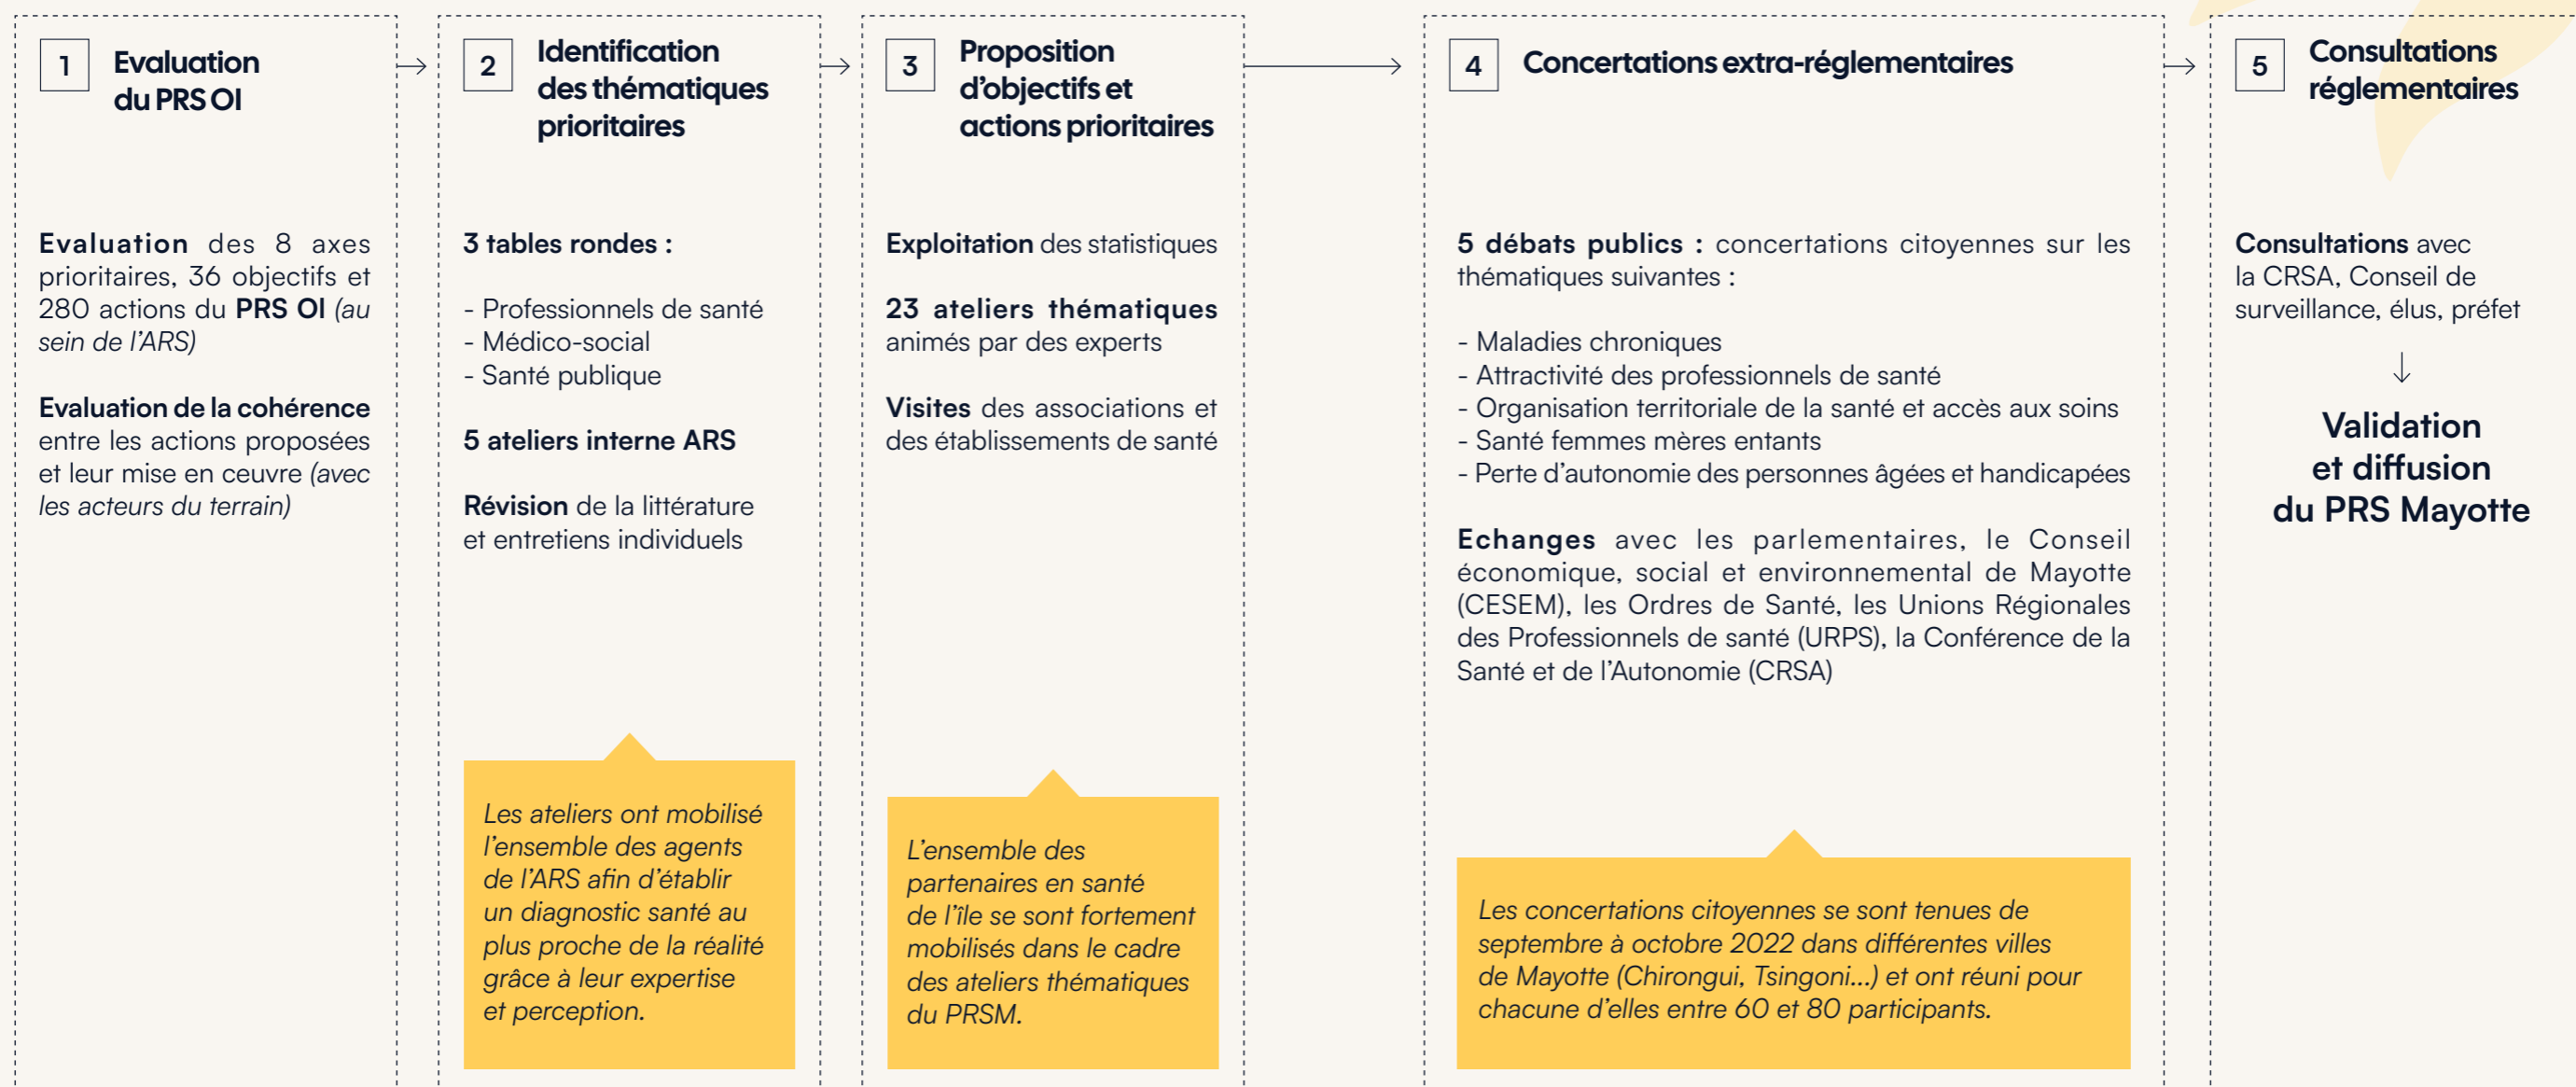 1
Evaluation
du PRS OI
Evaluation des 8 axes
prioritaires, 36 objectifs et
280 actions du PRS OI (au
sein de l'ARS)
Evaluation de la cohérence
entre les actions proposées
et leur mise en ceuvre (avec
les acteurs du terrain)
2
Identification
des thématiques
prioritaires
3 tables rondes :
- Professionnels de santé
- Médico-social
- Santé publique
5 ateliers interne ARS
Révision de la littérature
et entretiens individuels
Les ateliers ont mobilisé
l'ensemble des agents
de l'ARS afin d'établir
un diagnostic santé au
plus proche de la réalité
grâce à leur expertise
et perception.
3
Proposition
d'objectifs et
actions prioritaires
Exploitation des statistiques
23 ateliers thématiques
animés par des experts
Visites des associations et
des établissements de santé
L'ensemble des
partenaires en santé
de l'île se sont fortement
mobilisés dans le cadre
des ateliers thématiques
du PRSM.
4
Concertations extra-réglementaires
5 débats publics : concertations citoyennes sur les
thématiques suivantes :
- Maladies chroniques
- Attractivité des professionnels de santé
- Organisation territoriale de la santé et accès aux soins
- Santé femmes mères entants
- Perte d'autonomie des personnes âgées et handicapées
Echanges avec les parlementaires, le Conseil
économique, social et environnemental de Mayotte
(CESEM), les Ordres de Santé, les Unions Régionales
des Professionnels de santé (URPS), la Conférence de la
Santé et de l'Autonomie (CRSA)
Les concertations citoyennes se sont tenues de
septembre à octobre 2022 dans différentes villes
de Mayotte (Chirongui, Tsingoni...) et ont réuni pour
chacune d'elles entre 60 et 80 participants.
5
Consultations
réglementaires
Consultations avec
la CRSA, Conseil de
surveillance, élus, préfet
Validation
et diffusion
du PRS Mayotte